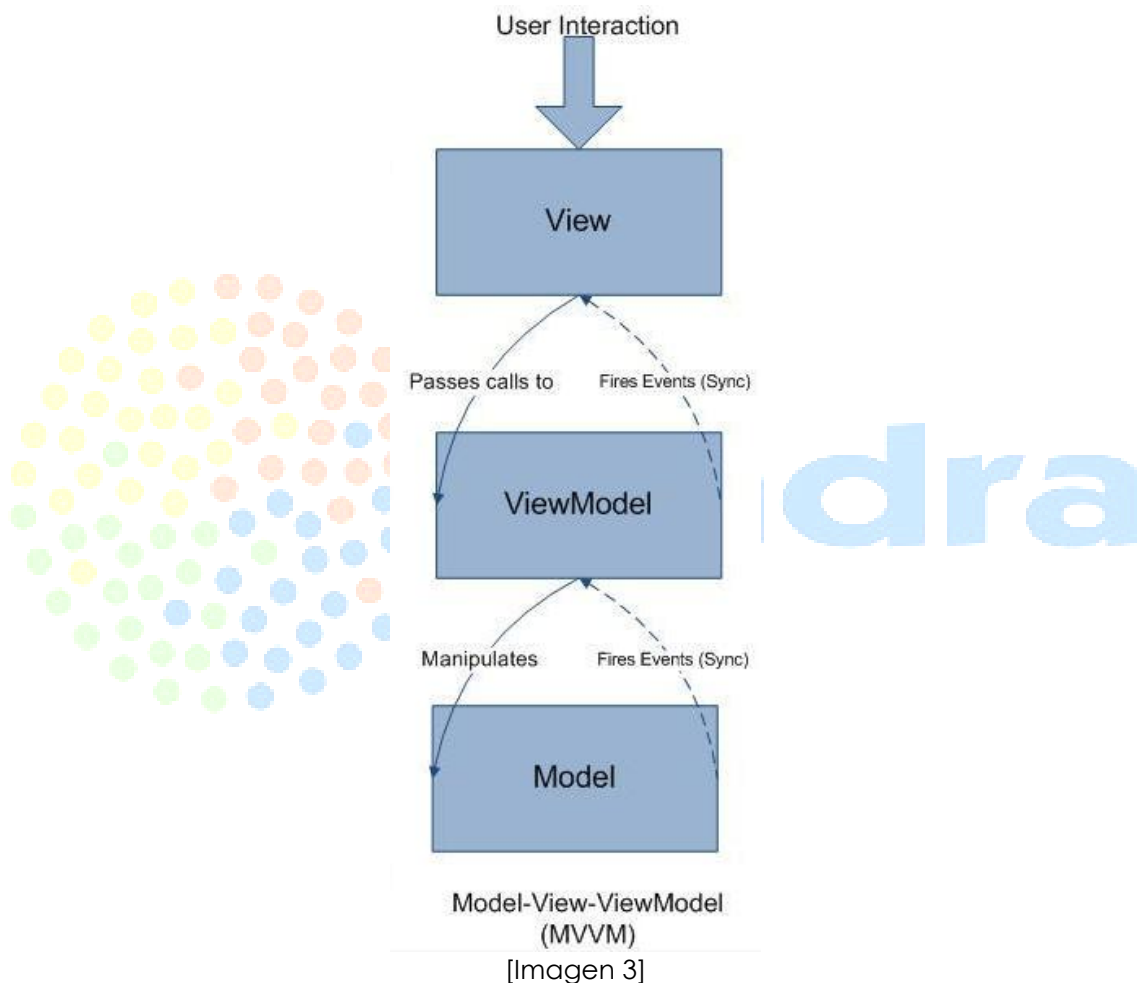 User Interaction
View
Passes calls to
Fires Events (Sync)
ViewModel
Manipulates
Fires Events (Sync)
Model
Model-View-ViewModel
(MVVM)
[Imagen 3]